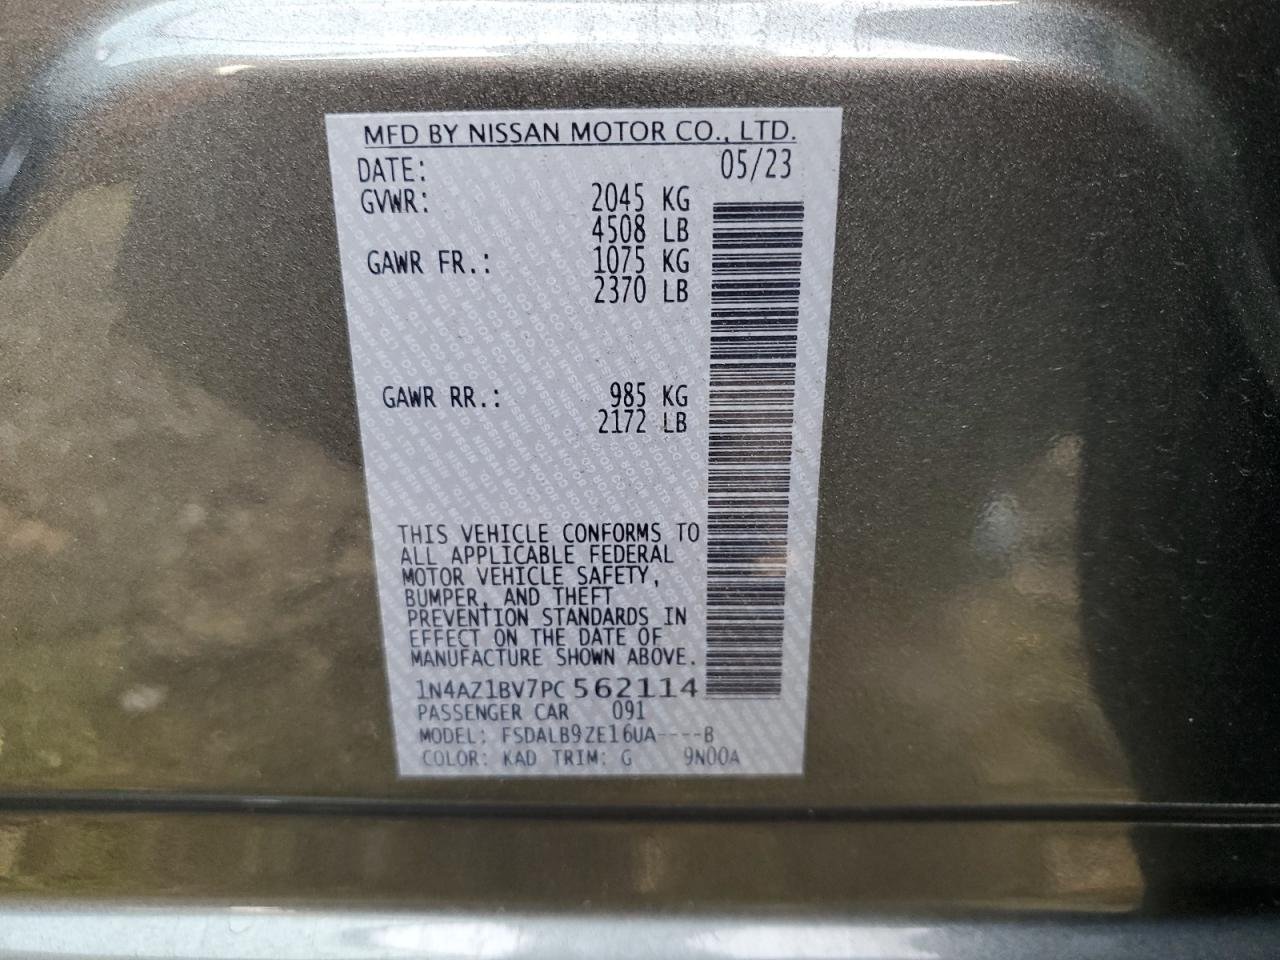 MFD BY NISSAN MOTOR CO., LTD.
DATE: 05/23
GVWR: 2045 KG
4508 LB
GAWR FR.: 1075 KG
2370 LB
GAWR RR.: 985 KG
2172 LB
THIS VEHICLE CONFORMS TO
ALL APPLICABLE FEDERAL
MOTOR VEHICLE SAFETY,
BUMPER, AND THEFT
PREVENTION STANDARDS IN
EFFECT ON THE DATE OF
MANUFACTURE SHOWN ABOVE.
1N4AZ1BV7PC 562114
PASSENGER CAR 091
MODEL: FSDALB9ZE16UA----B
COLOR: KAD TRIM: G 9N00A